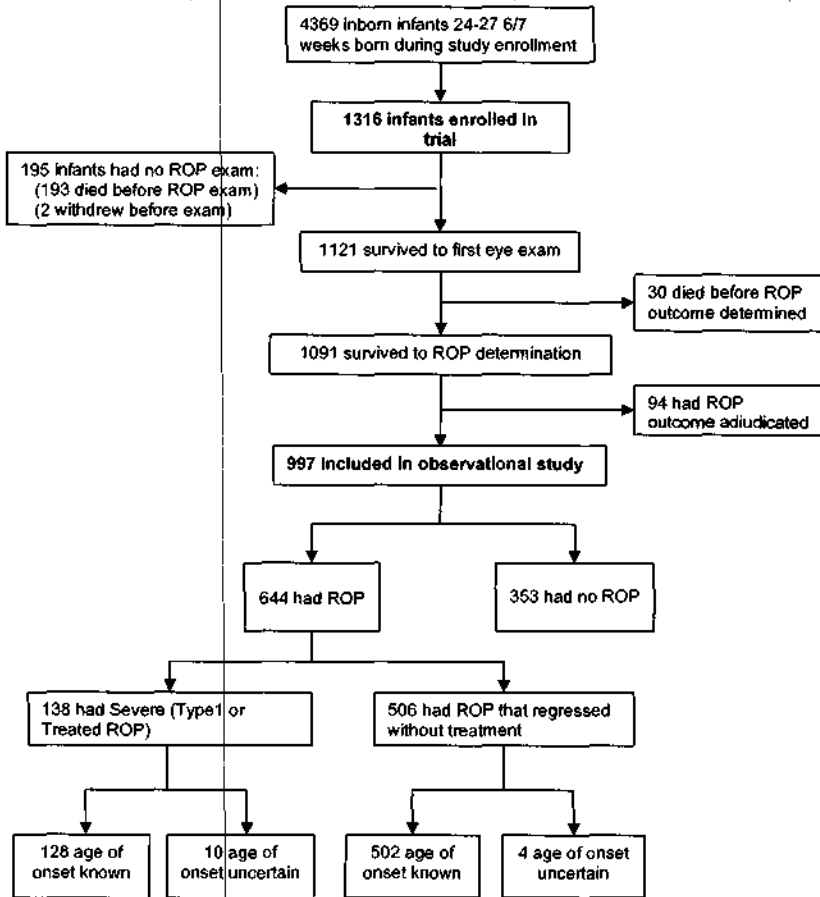 4369 inborn infants 24-27 6/7
weeks born during study enrollment
1316 infants enrolled in
trial
195 infants had no ROP exam:
(193 died before ROP exam)
(2 withdrew before exam)
1121 survived to first eye exam
30 died before ROP
outcome determined
1091 survived to ROP determination
94 had ROP
outcome adjudicated
997 included in observational study
644 had ROP
353 had no ROP
138 had Severe (Type1 or
Treated ROP)
506 had ROP that regressed
without treatment
128 age of
onset known
10 age of
onset uncertain
502 age of
onset known
4 age of onset
uncertain